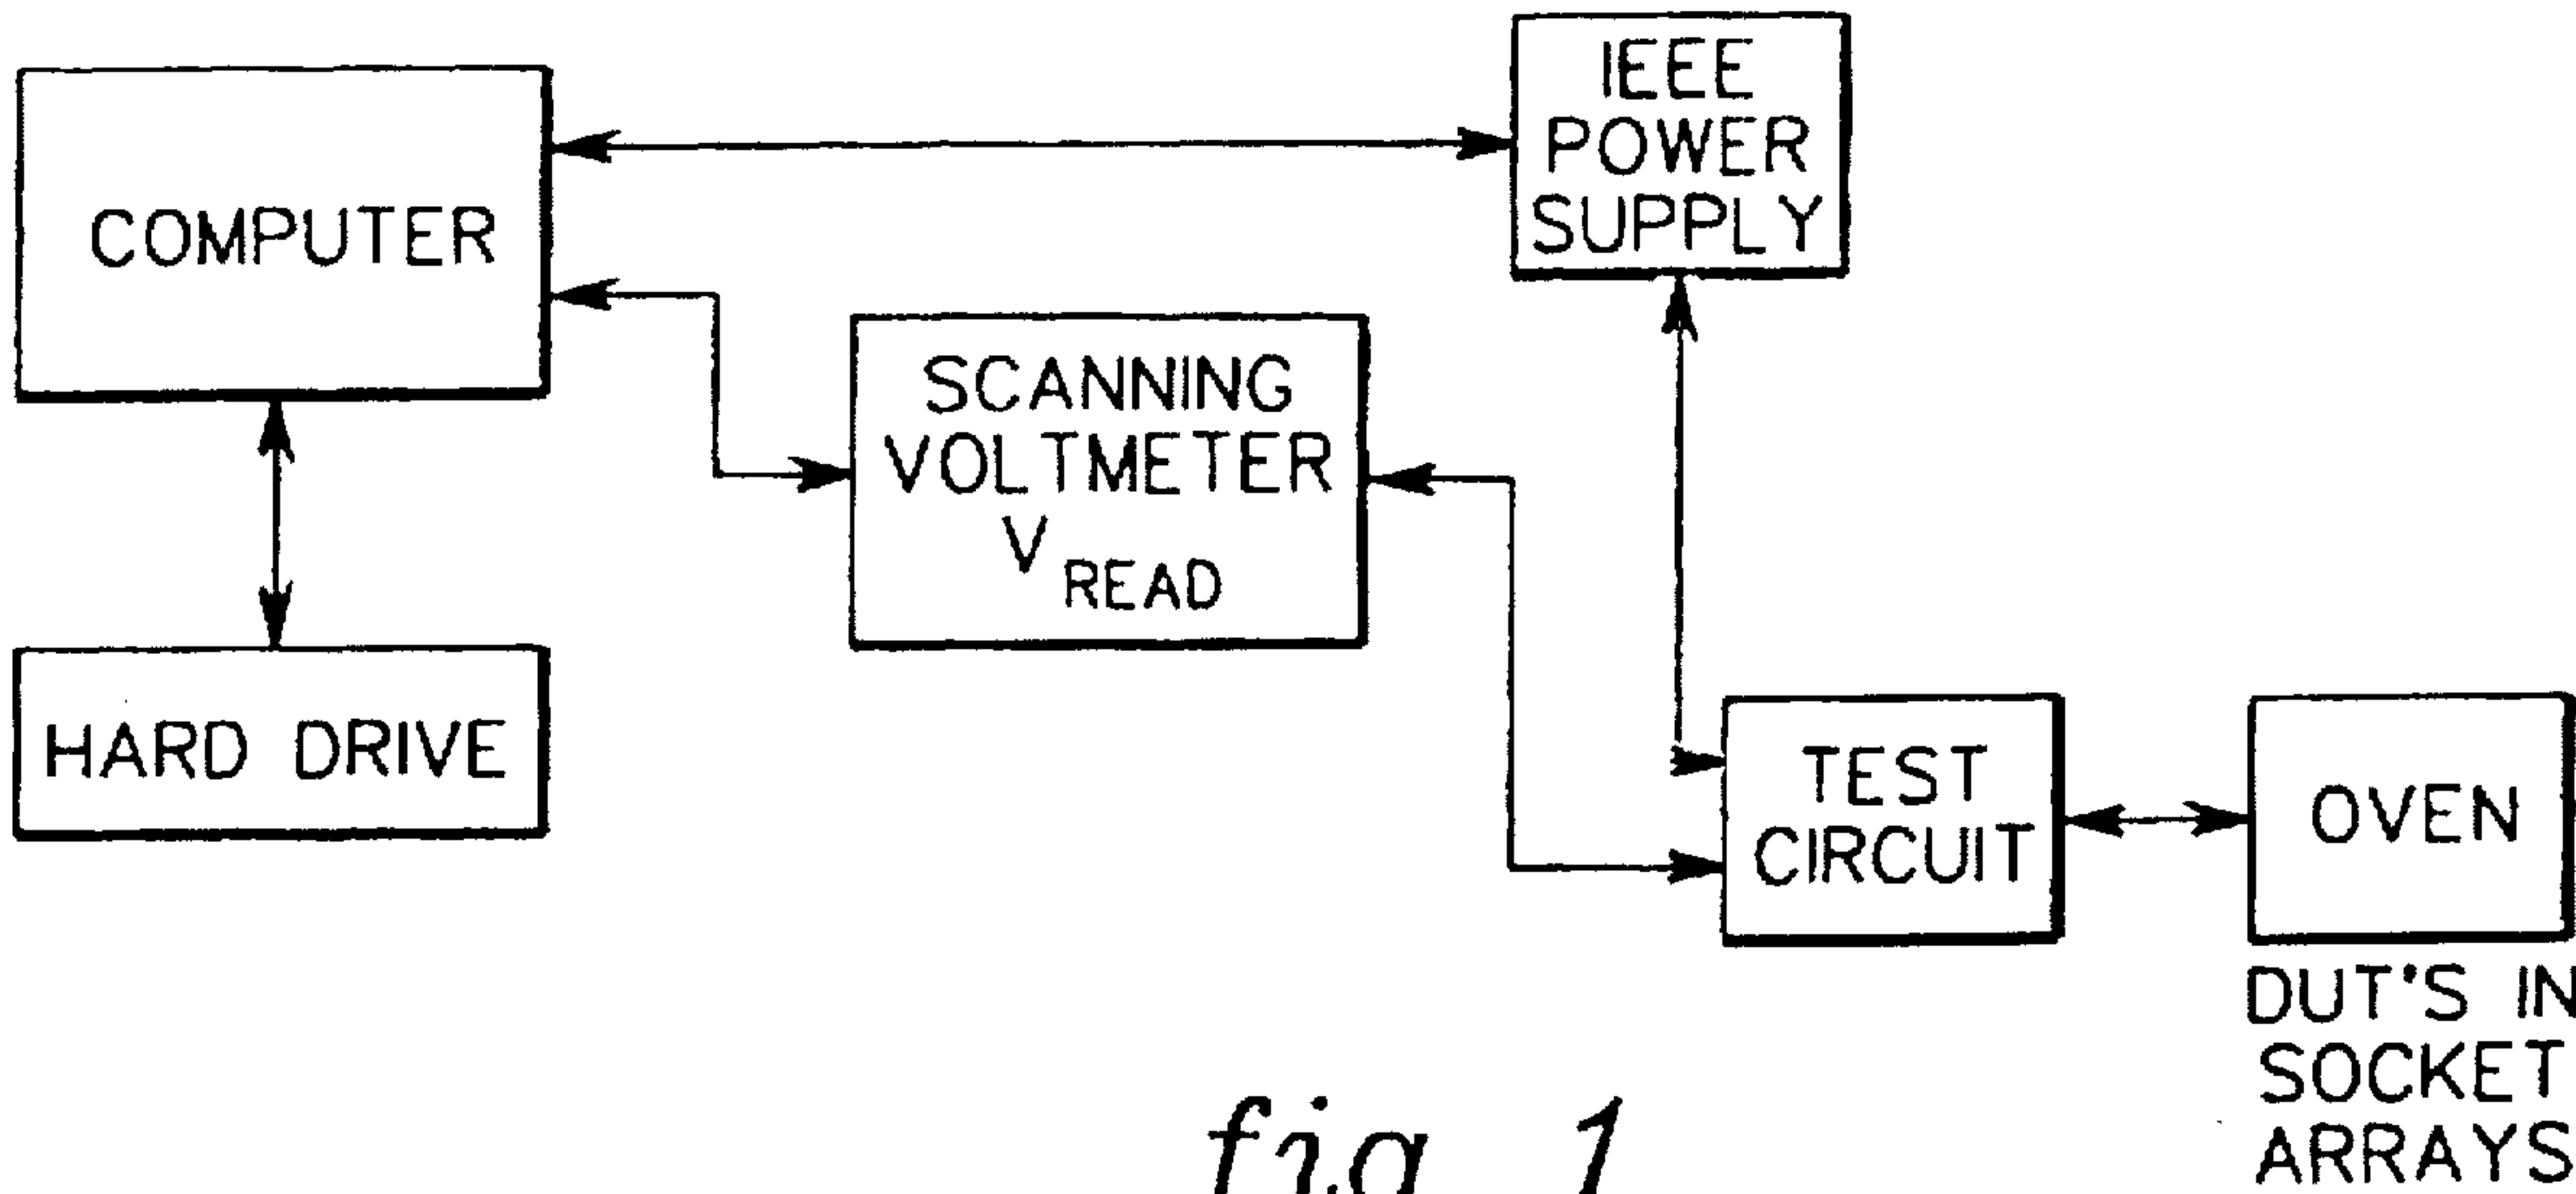 COMPUTER
IEEE
POWER
SUPPLY
SCANNING
VOLTMETER
V READ
HARD DRIVE
TEST
CIRCUIT
OVEN
DUT'S IN
SOCKET
ARRAYS
fig. 1